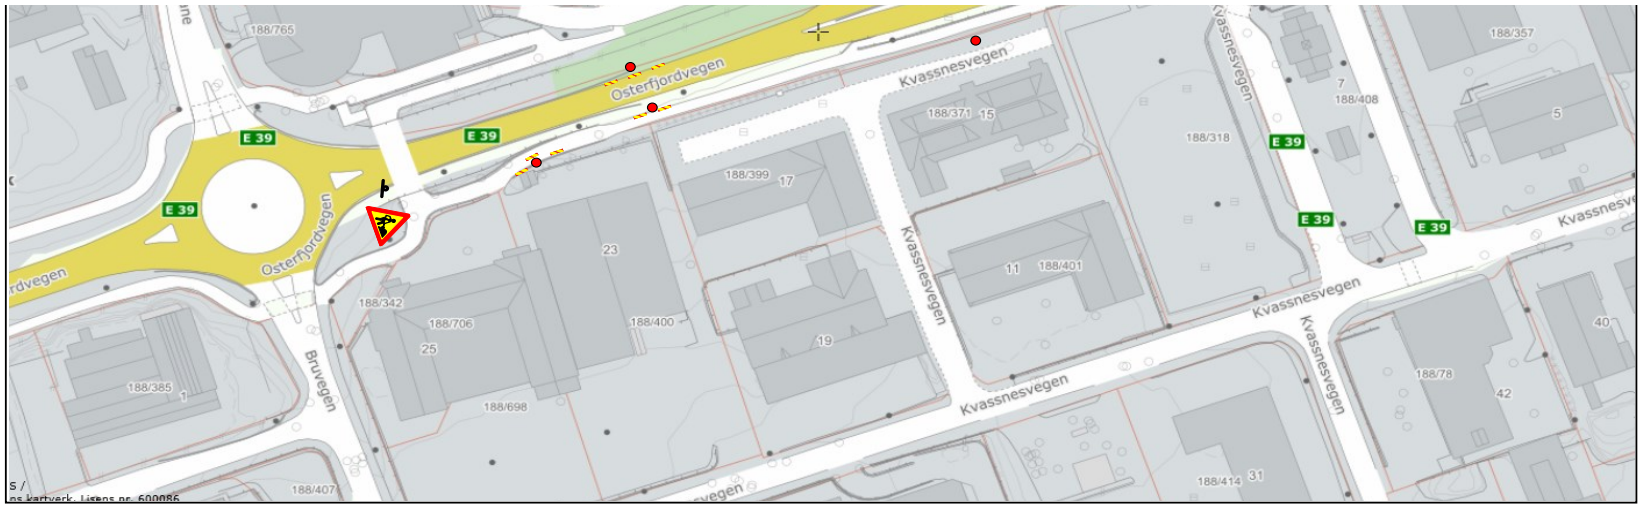 188/765
188/357
Osterfjordvegen
Kvassnesvegen
Kvassnesvegen
7
188/408
188/371
15
5
E 39
E 39
188/318
E 39
188/399
17
E 39
E 39
E 39
Kvassnesve
Osterfjordvegen
rdvegen
23
Kvassnesvegen
11
188/401
188/342
Kvassnesvegen
188/706
188/400
40
25
19
Kvassnesvegen
Bruvegen
188/385
1
188/78
42
188/698
Kvassnesvegen
s /
ns kartverk, Lisens nr. 600086
188/407
svegen
188/414
31